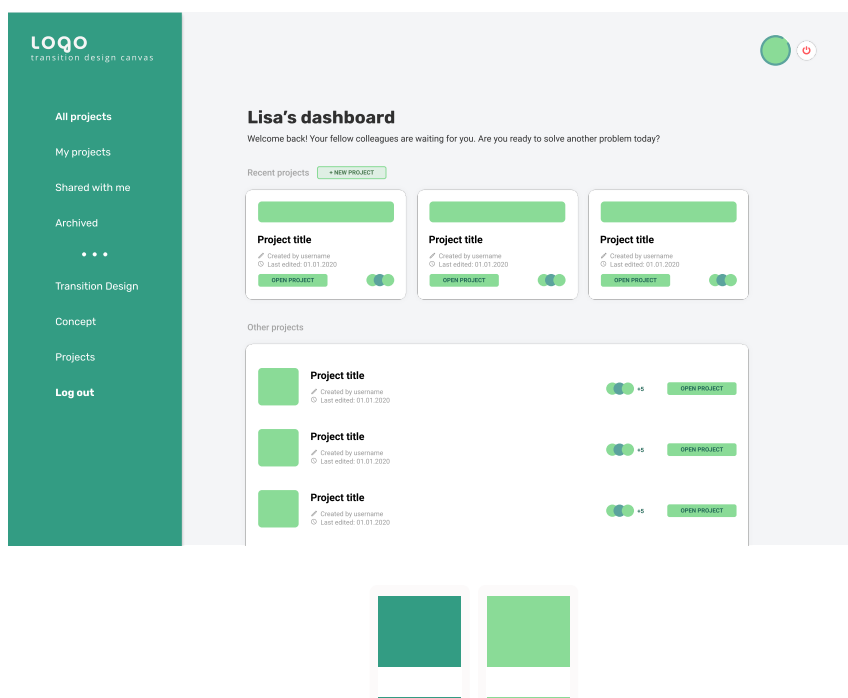 LOGO
transition design canvas
All projects
My projects
Shared with me
Archived
Transition Design
Concept
Projects
Log out
Lisa's dashboard
Welcome back! Your fellow colleagues are waiting for you. Are you ready to solve another problem today?
Recent projects
+ NEW PROJECT
Project title
Created by username
Last edited: 01.01.2020
OPEN PROJECT
Project title
Created by username
Last edited: 01.01.2020
OPEN PROJECT
Project title
Created by username
Last edited: 01.01.2020
OPEN PROJECT
Other projects
Project title
Created by username
Last edited: 01.01.2020
+5
OPEN PROJECT
Project title
Created by username
Last edited: 01.01.2020
+5
OPEN PROJECT
Project title
Created by username
Last edited: 01.01.2020
+5
OPEN PROJECT